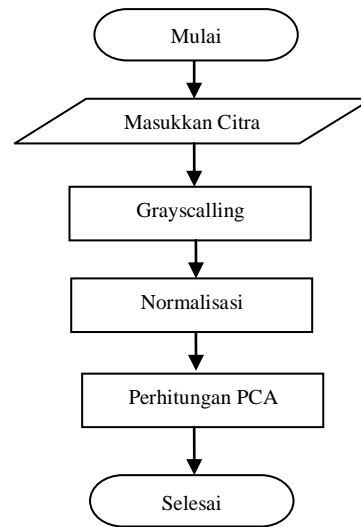 Mulai
Masukkan Citra
Grayscalling
Normalisasi
Perhitungan PCA
Selesai